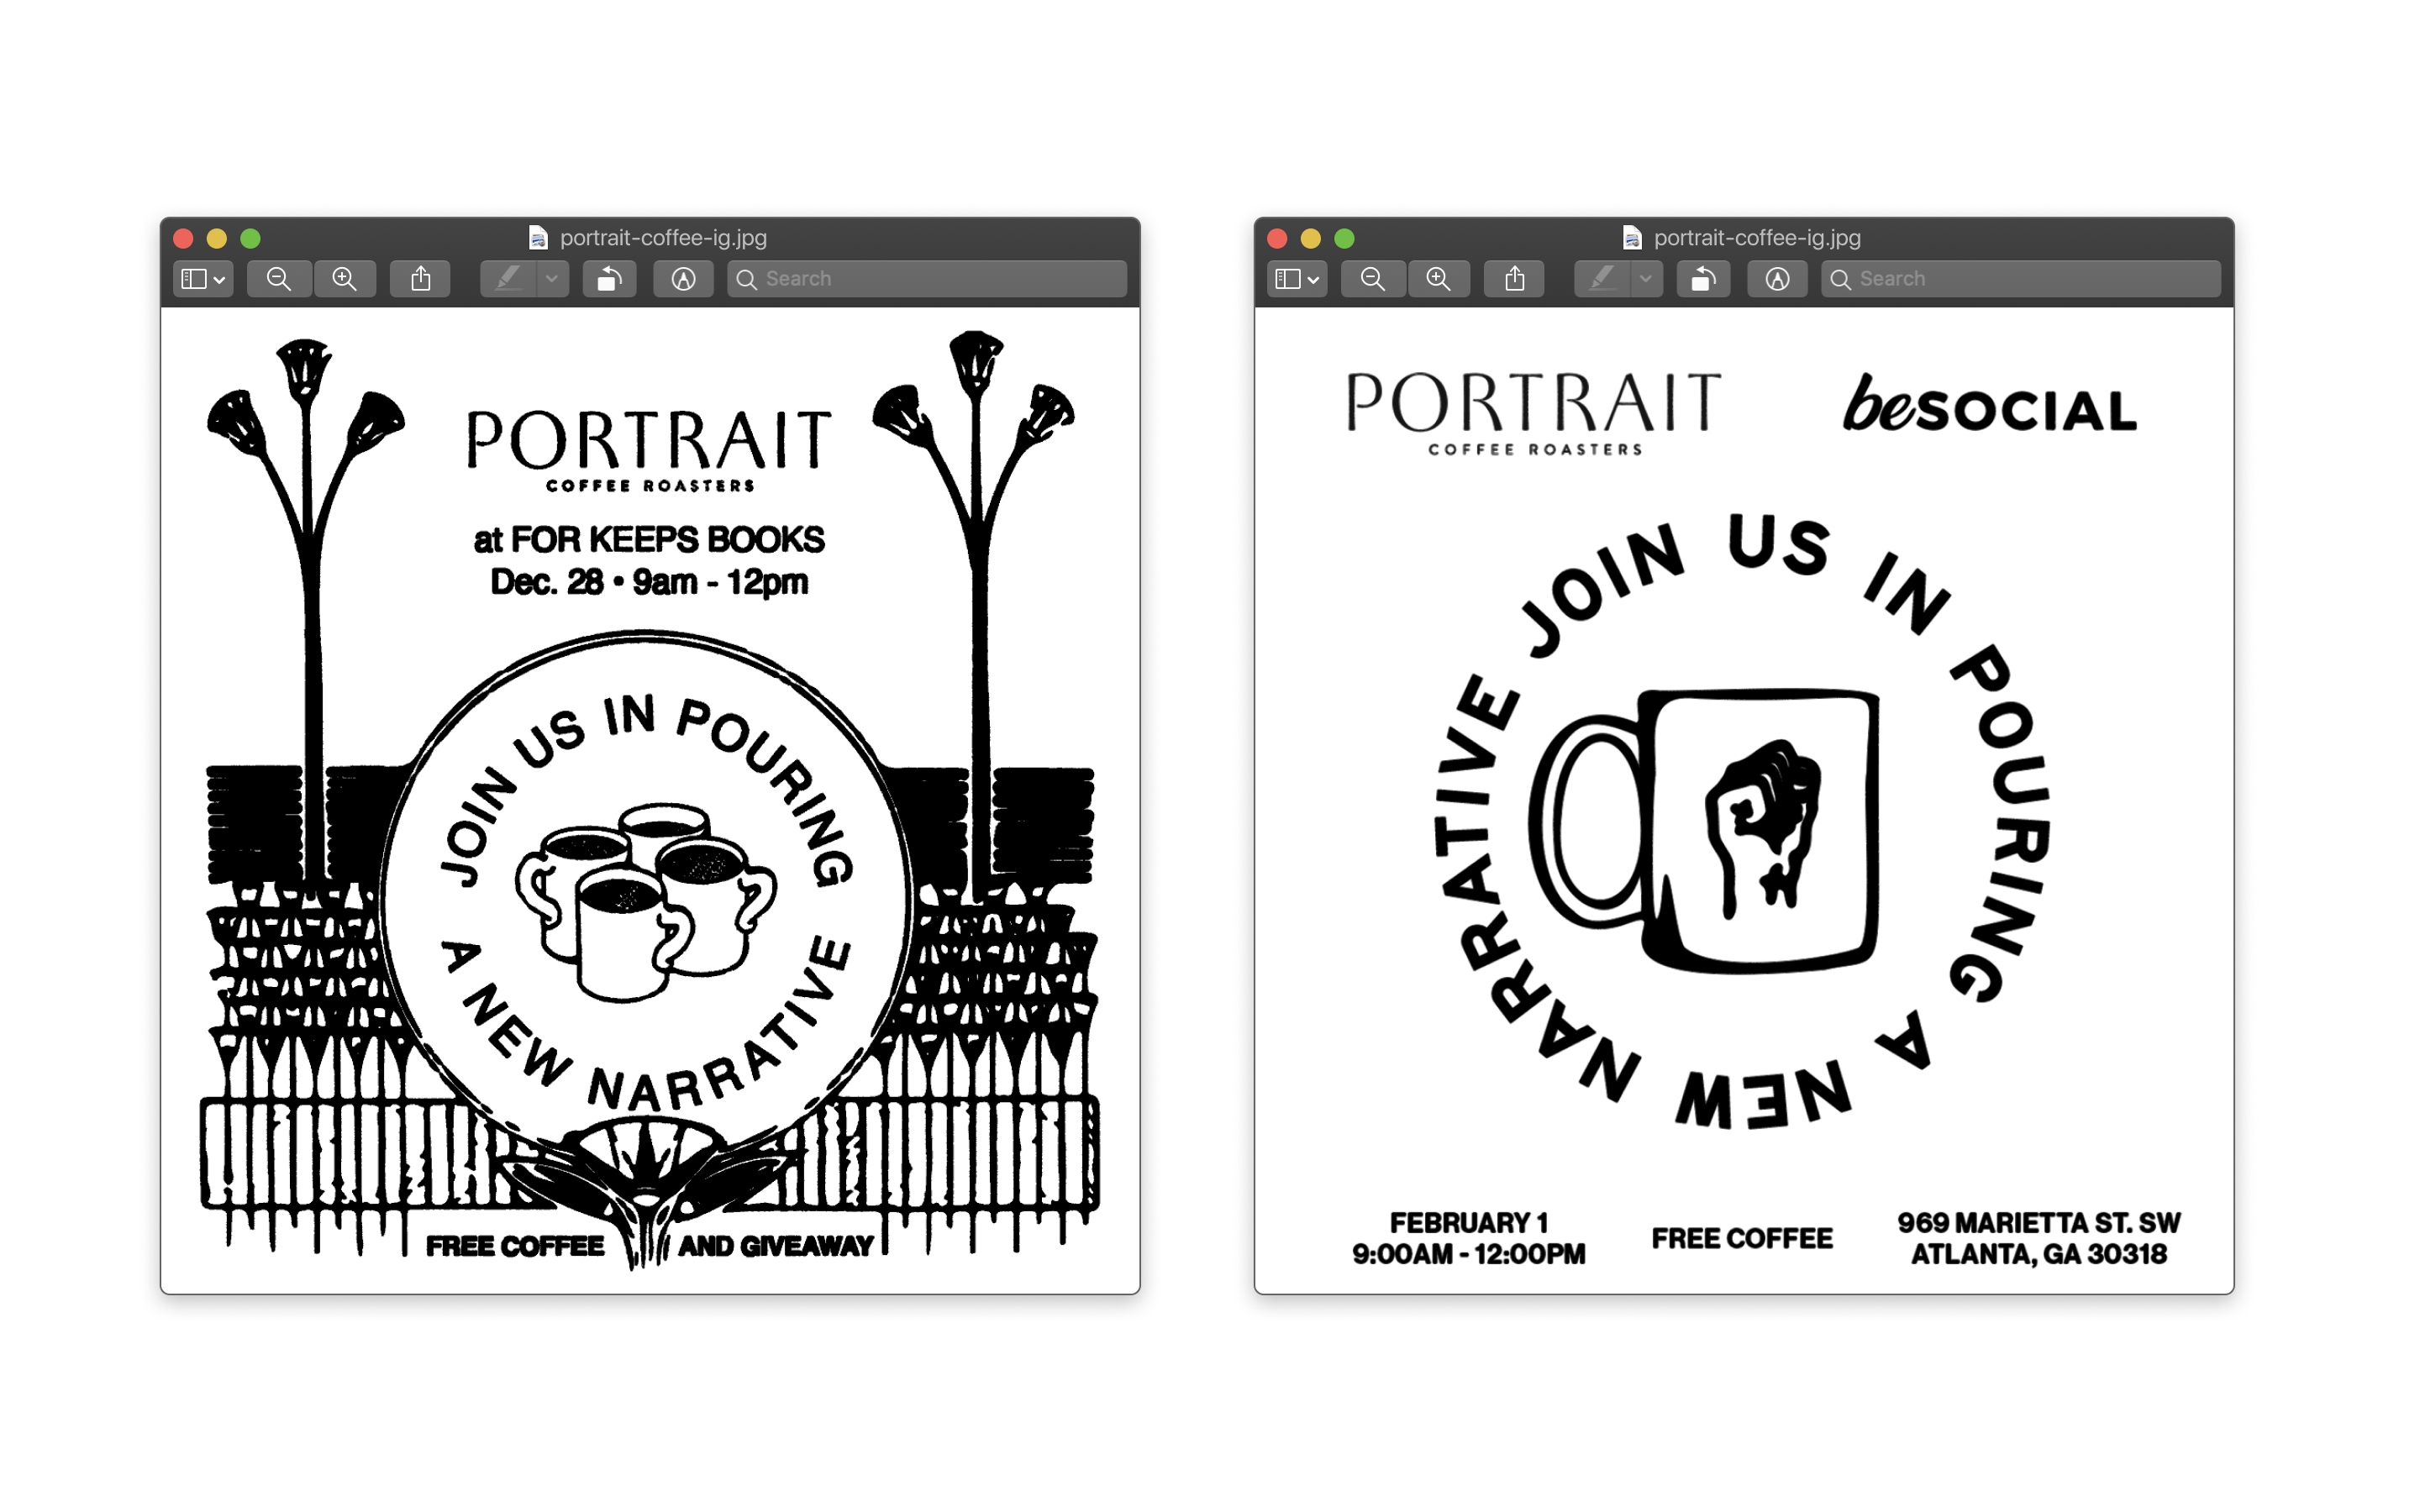 portrait-coffee-ig.jpg
Search
PORTRAIT
COFFEE ROASTERS
at FOR KEEPS BOOKS
Dec. 28 • 9am - 12pm
JOIN US IN POURING
A NEW NARRATIVE
FREE COFFEE AND GIVEAWAY
portrait-coffee-ig.jpg
Search
PORTRAIT
COFFEE ROASTERS
beSOCIAL
JOIN US IN POURING A NEW NARRATIVE
FEBRUARY 1
9:00AM - 12:00PM
FREE COFFEE
969 MARIETTA ST. SW
ATLANTA, GA 30318